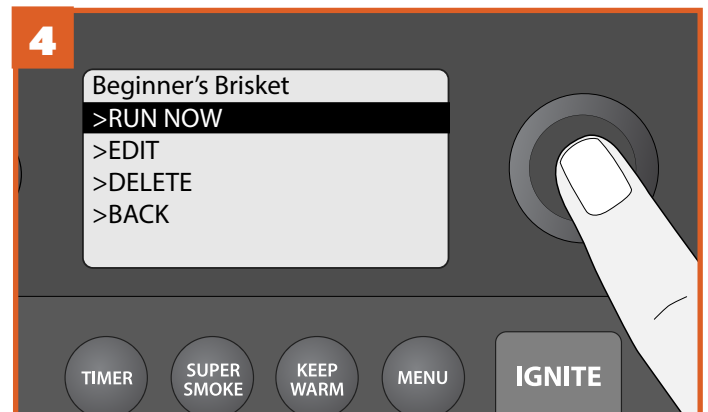 4
Beginner's Brisket
>RUN NOW
>EDIT
>DELETE
>BACK
TIMER
SUPER
SMOKE
KEEP
WARM
MENU
IGNITE